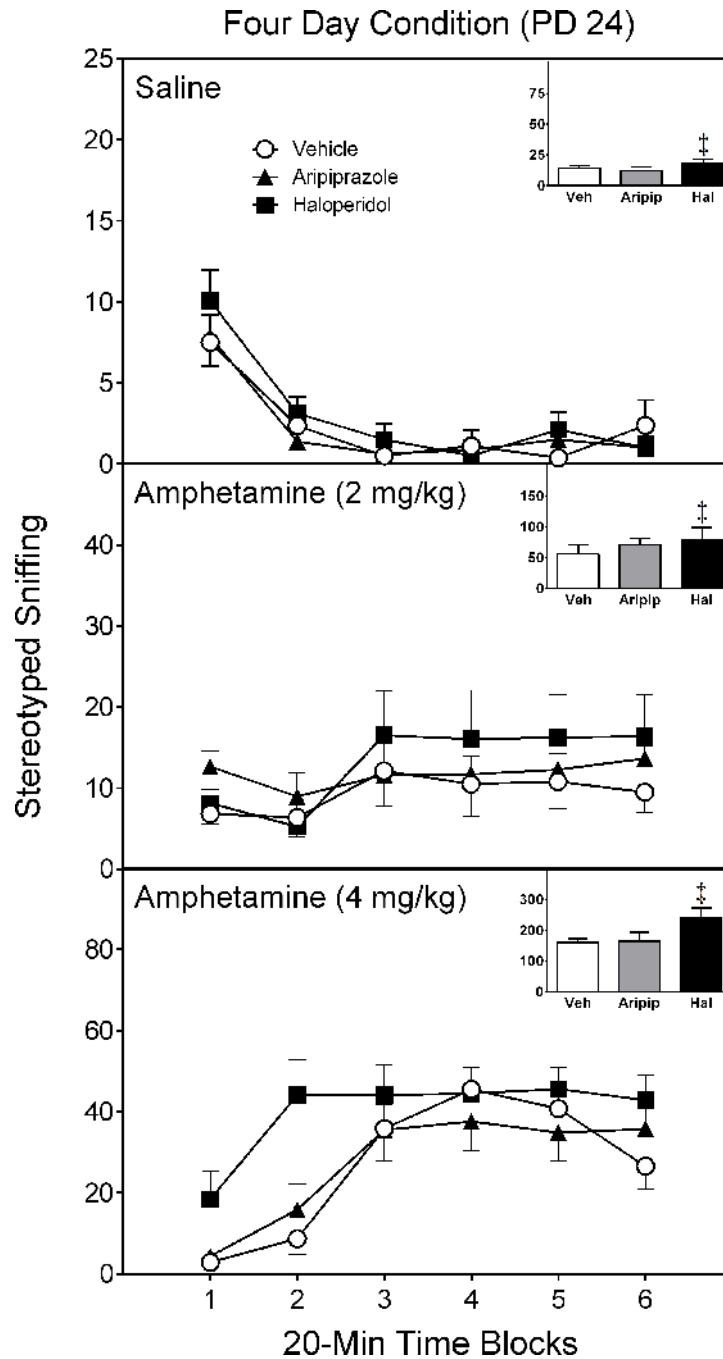 Four Day Condition (PD 24)
25
20
15
10
5
0
Saline
Vehicle
Aripiprazole
Haloperidol
75
50
25
0
‡
Veh Aripip Hal
Amphetamine (2 mg/kg)
40
30
20
10
0
150
100
50
0
‡
Veh Aripip Hal
Stereotyped Sniffing
Amphetamine (4 mg/kg)
80
60
40
20
0
300
200
100
0
‡
Veh Aripip Hal
1 2 3 4 5 6
20-Min Time Blocks